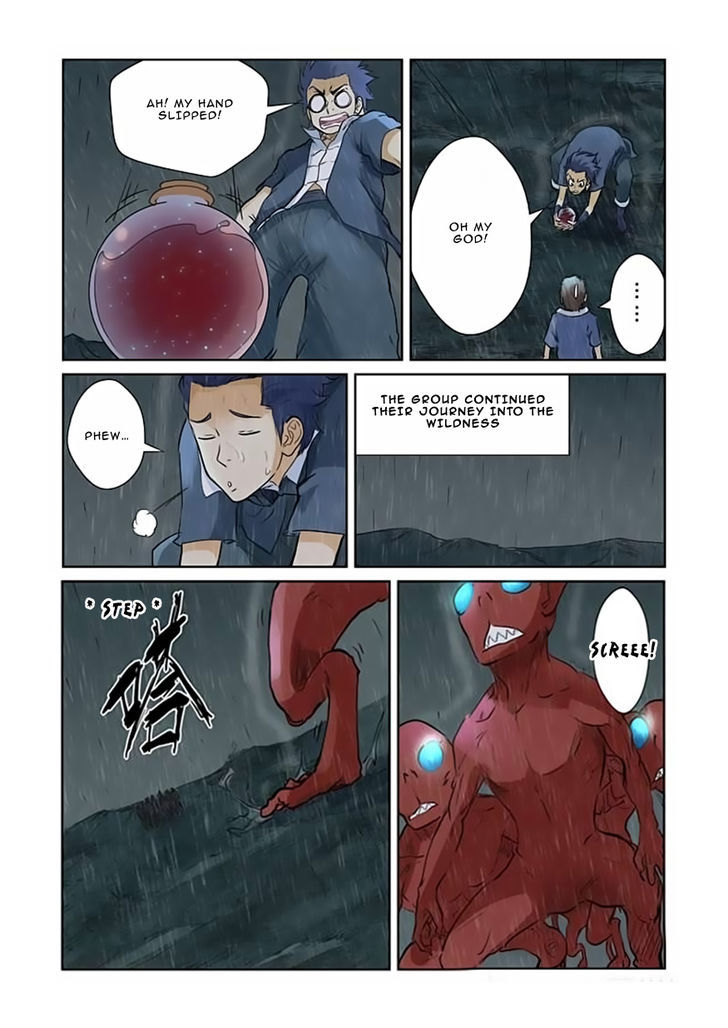 AH! MY HAND
SLIPPED!
OH MY
GOD!
......
PHEW...
THE GROUP CONTINUED
THEIR JOURNEY INTO THE
WILDNESS
* STEP *
嗒
SCREEE!